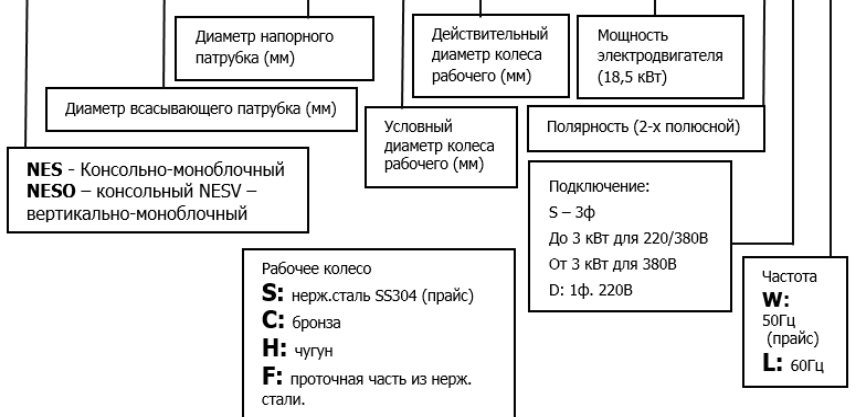 Диаметр напорного
патрубка (мм)
Действительный
диаметр колеса
рабочего (мм)
Мощность
электродвигателя
(18,5 кВт)
Диаметр всасывающего патрубка (мм)
Условный
диаметр колеса
рабочего (мм)
Полярность (2-х полюсной)
NES - Консольно-моноблочный
NESO – консольный NESV –
вертикально-моноблочный
Подключение:
S – 3ф
До 3 кВт для 220/380В
От 3 кВт для 380В
D: 1ф. 220В
Рабочее колесо
S: нерж.сталь SS304 (прайс)
C: бронза
H: чугун
F: проточная часть из нерж.
стали.
Частота
W:
50Гц
(прайс)
L: 60Гц